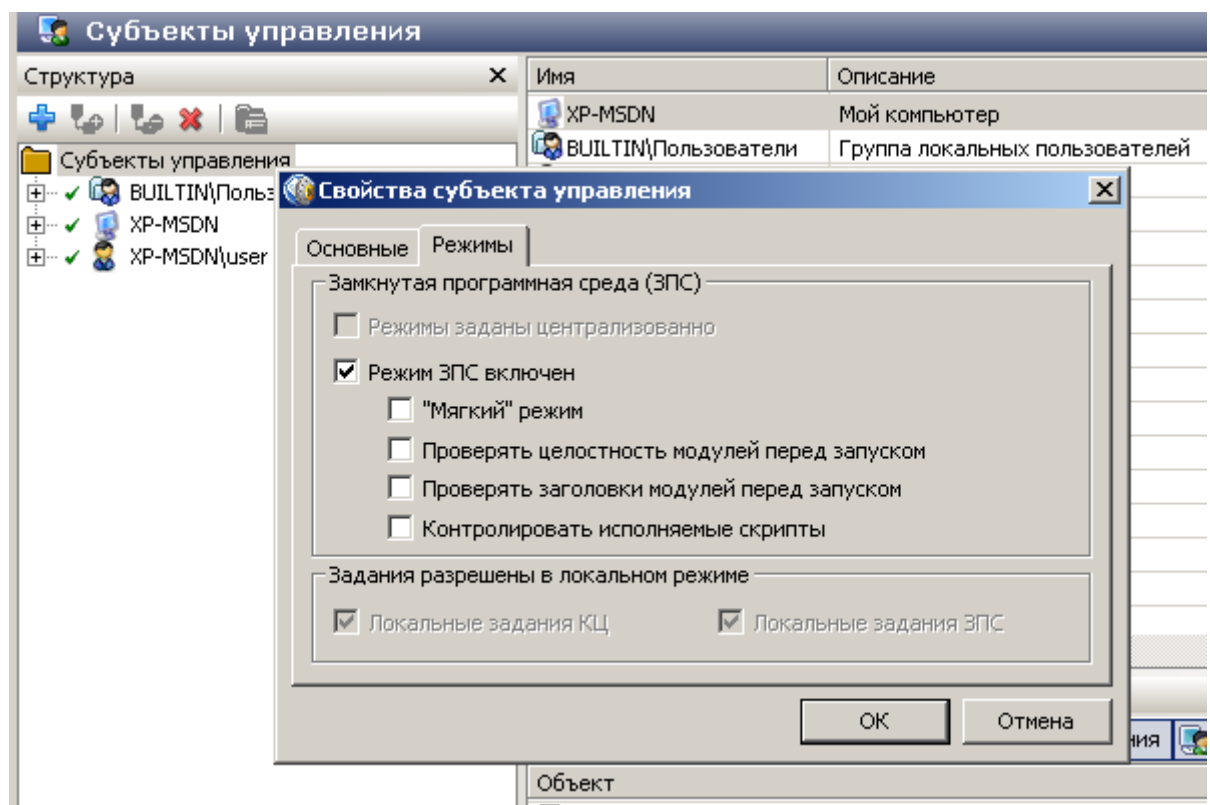 Субъекты управления
Структура
Имя
Описание
XP-MSDN
Мой компьютер
BUILTIN\Пользователи
Группа локальных пользователей
Субъекты управления
BUILTIN\Польз
XP-MSDN
XP-MSDN\user
Свойства субъекта управления
Основные
Режимы
Замкнутая программная среда (ЗПС)
Режимы заданы централизованно
Режим ЗПС включен
"Мягкий" режим
Проверять целостность модулей перед запуском
Проверять заголовки модулей перед запуском
Контролировать исполняемые скрипты
Задания разрешены в локальном режиме
Локальные задания КЦ
Локальные задания ЗПС
ОК
Отмена
ния
Объект